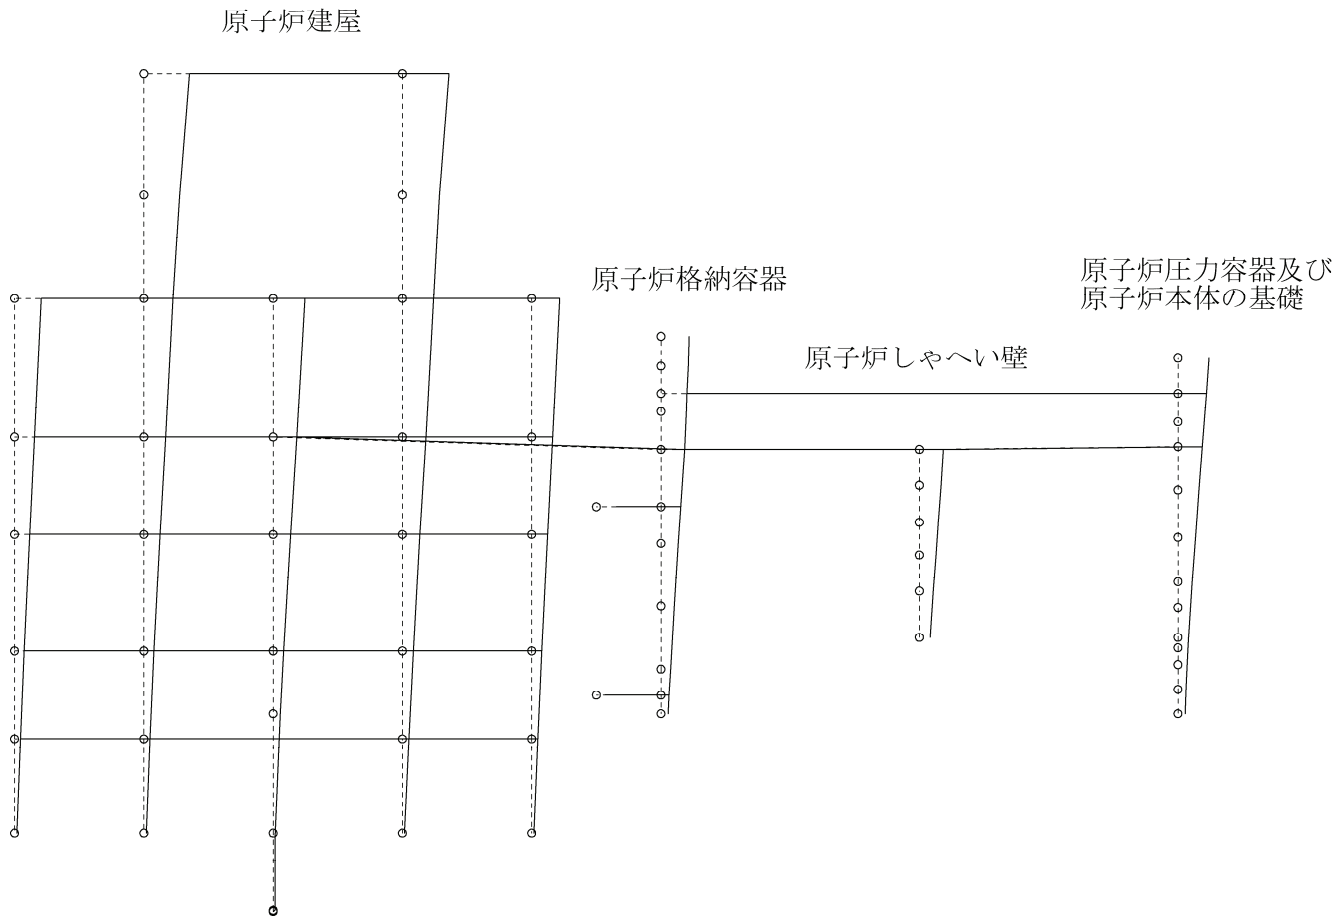 原子炉建屋
原子炉格納容器
原子炉しゃへい壁
原子炉圧力容器及び
原子炉本体の基礎